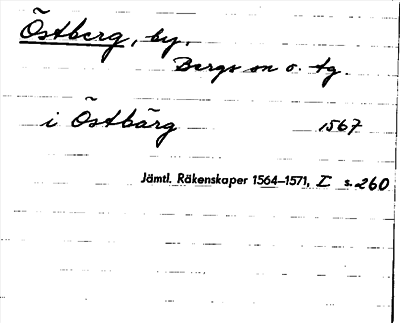 Östberg, by.
Bergs sn o. tg.
i Östbärg 1567
Jämtl. Räkenskaper 1564–1571, I s. 260